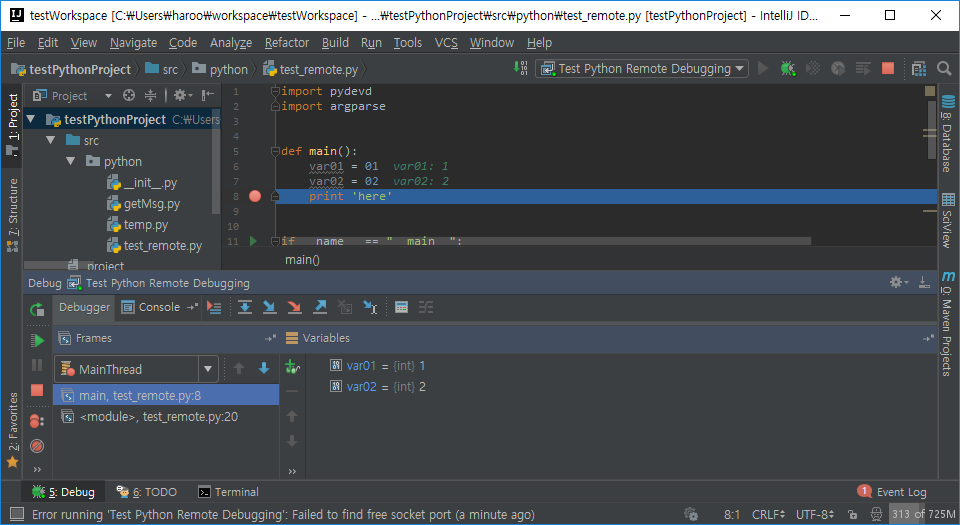 testWorkspace [C:₩Users₩haroo₩workspace₩testWorkspace] - ...₩testPythonProject₩src₩python₩test_remote.py [testPythonProject] - IntelliJ ID...
File Edit View Navigate Code Analyze Refactor Build Run Tools VCS Window Help
testPythonProject src python test_remote.py Test Python Remote Debugging
1: Project
7: Structure
2: Favorites
Project
testPythonProject C:₩Users
src
python
__init__.py
getMsg.py
temp.py
test_remote.py
project
1 import pydevd
2 import argparse
3
4
5 def main():
6 var01 = 01 var01: 1
7 var02 = 02 var02: 2
8 print 'here'
9
10
11 if __name__ == "__main__":
main()
8: Database
SciView
m Maven Projects
Debug Test Python Remote Debugging
Debugger Console
Frames
MainThread
main, test_remote.py:8
<module>, test_remote.py:20
Variables
var01 = {int} 1
var02 = {int} 2
5: Debug 6: TODO Terminal 1 Event Log
Error running 'Test Python Remote Debugging': Failed to find free socket port (a minute ago) 8:1 CRLF UTF-8 313 of 725M